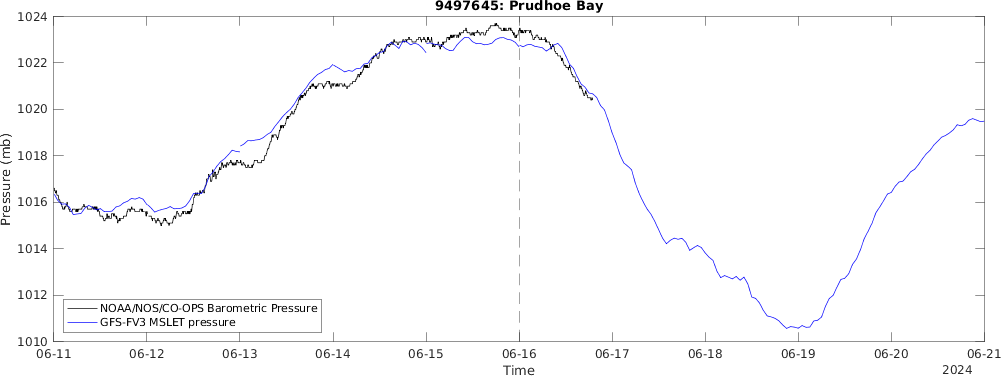 9497645: Prudhoe Bay
1024
1022
1020
1018
1016
1014
1012
1010
Pressure (mb)
NOAA/NOS/CO-OPS Barometric Pressure
GFS-FV3 MSLET pressure
06-11 06-12 06-13 06-14 06-15 06-16 06-17 06-18 06-19 06-20 06-21
Time
2024